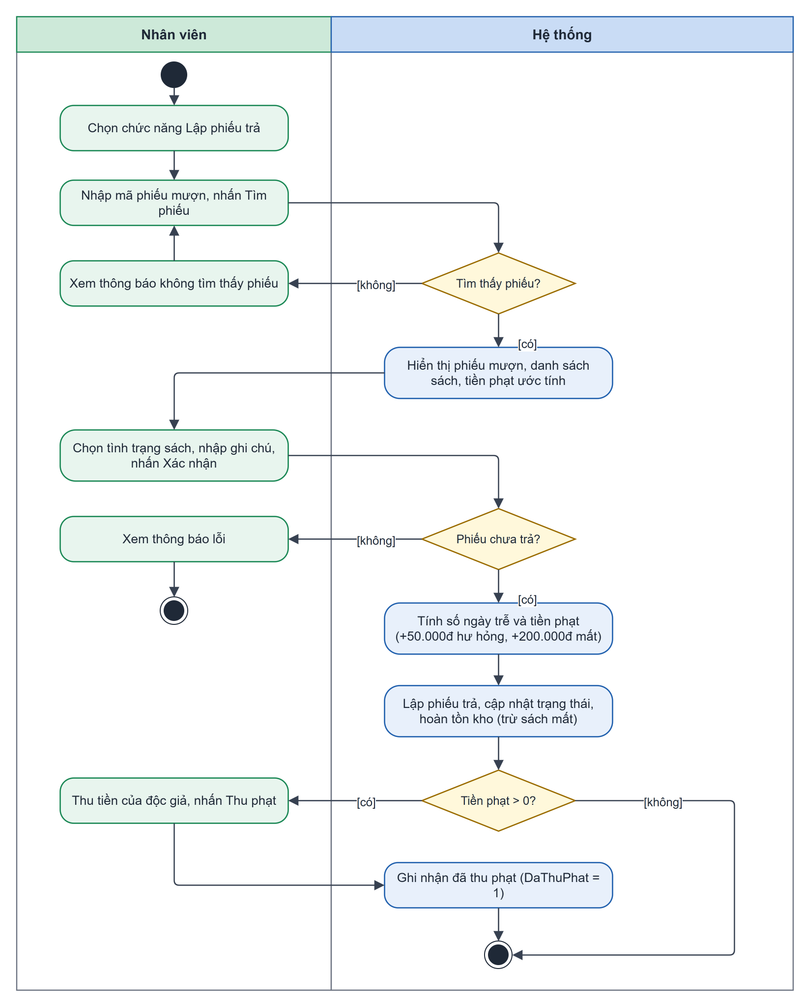 Nhân viên
Hệ thống
Chọn chức năng Lập phiếu trả
Nhập mã phiếu mượn, nhấn Tìm
phiếu
Xem thông báo không tìm thấy phiếu
[không]
Tìm thấy phiếu?
[có]
Hiển thị phiếu mượn, danh sách
sách, tiền phạt ước tính
Chọn tình trạng sách, nhập ghi chú,
nhấn Xác nhận
Xem thông báo lỗi
[không]
Phiếu chưa trả?
[có]
Tính số ngày trễ và tiền phạt
(+50.000đ hư hỏng, +200.000đ mất)
Lập phiếu trả, cập nhật trạng thái,
hoàn tồn kho (trừ sách mất)
Thu tiền của độc giả, nhấn Thu phạt
[có]
Tiền phạt > 0?
[không]
Ghi nhận đã thu phạt (DaThuPhat =
1)